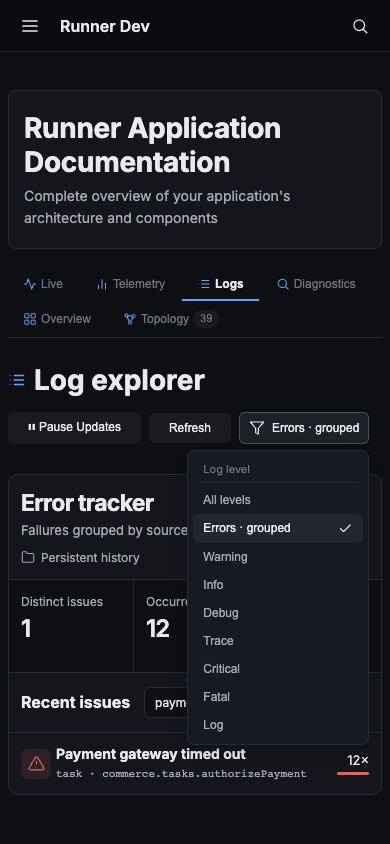 Runner Dev
Runner Application
Documentation
Complete overview of your application's
architecture and components
Live
Telemetry
Logs
Diagnostics
Overview
Topology 39
Log explorer
Pause Updates
Refresh
Errors · grouped
Log level
All levels
Errors · grouped
Warning
Info
Debug
Trace
Critical
Fatal
Log
Error tracker
Failures grouped by source
Persistent history
Distinct issues
1
12
Recent issues
Payment gateway timed out
12×
task · commerce.tasks.authorizePayment